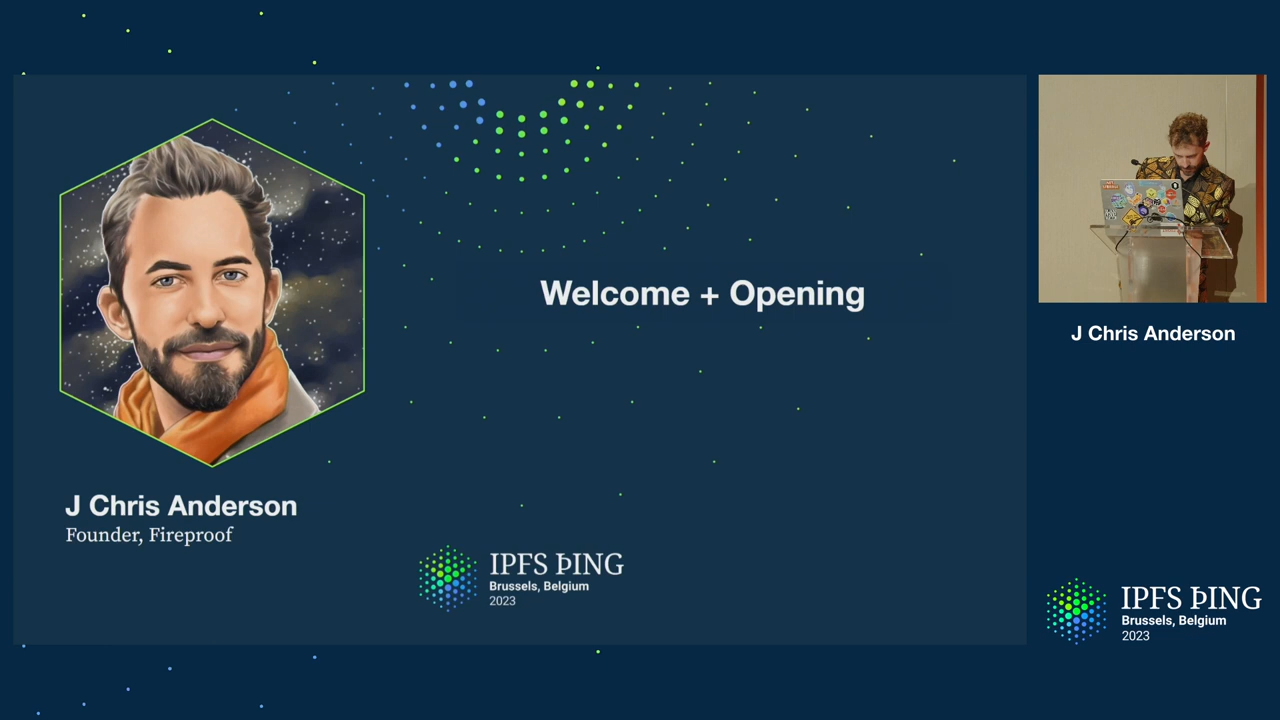 Welcome + Opening
J Chris Anderson
Founder, Fireproof
IPFS ÞING
Brussels, Belgium
2023
J Chris Anderson
IPFS ÞING
Brussels, Belgium
2023